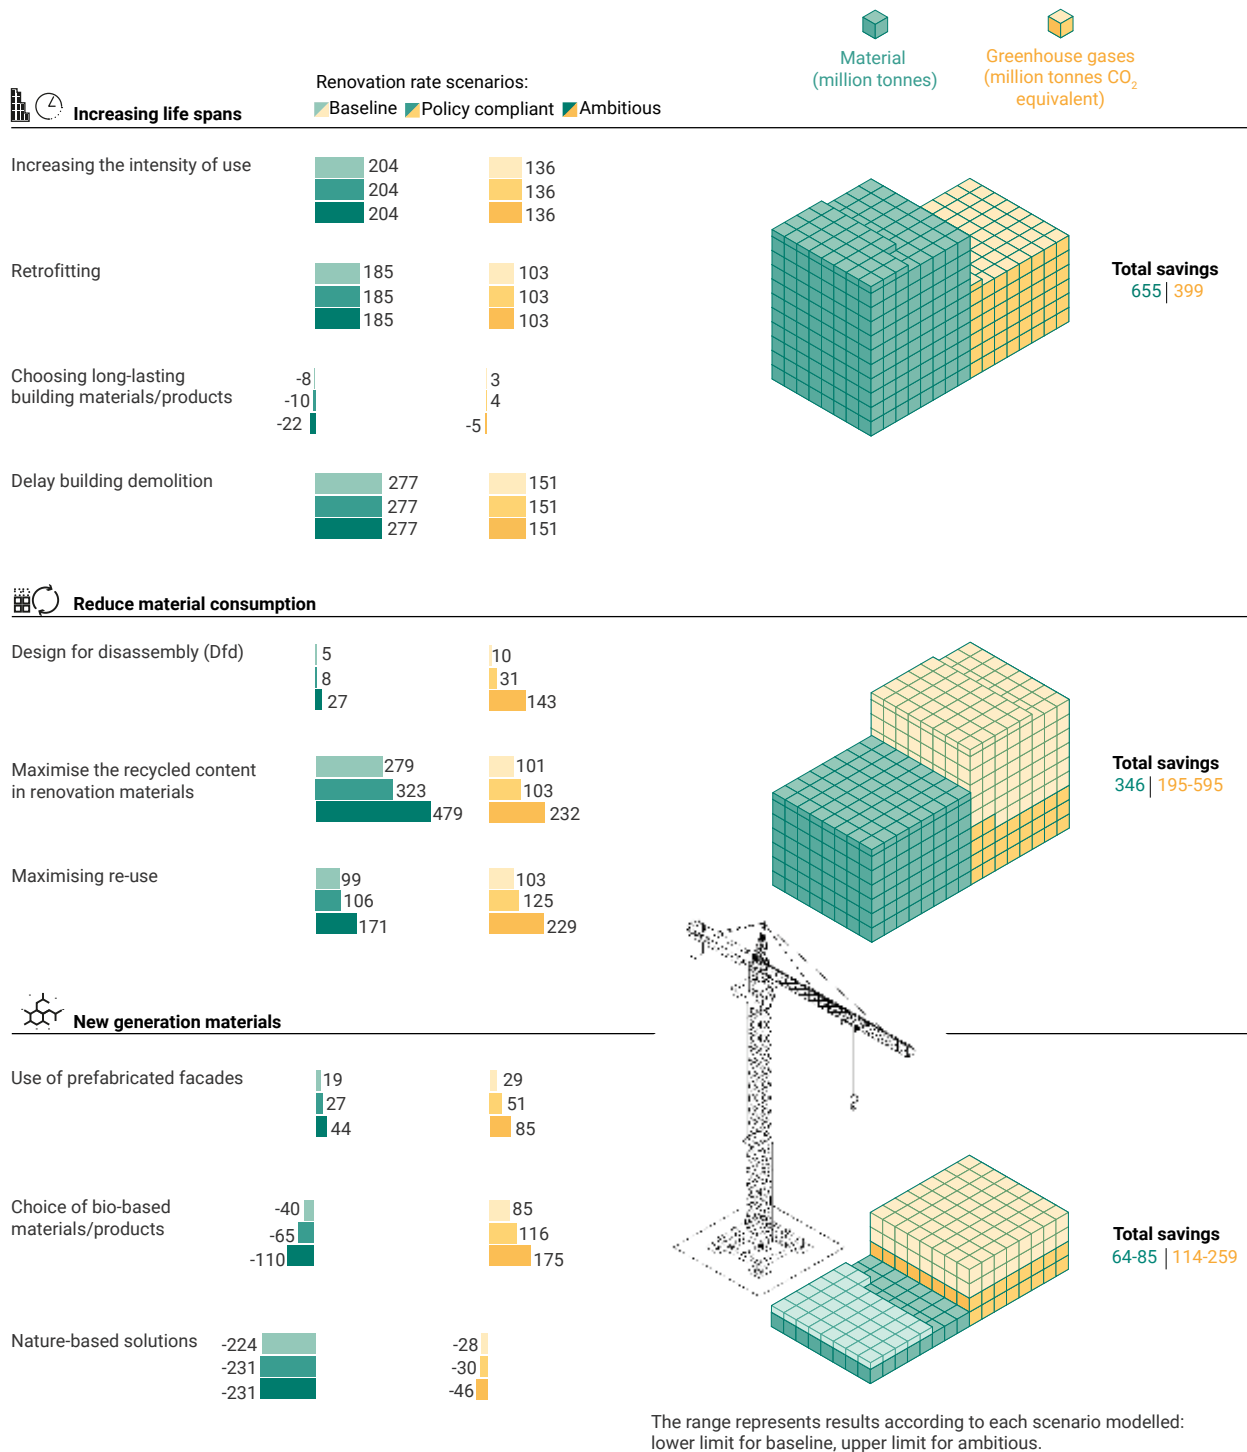 Material
(million tonnes)
Greenhouse gases
(million tonnes CO2
equivalent)
Renovation rate scenarios:
Baseline Policy compliant Ambitious
Increasing life spans
Increasing the intensity of use
204
204
204
136
136
136
Retrofitting
185
185
185
103
103
103
Total savings
655 | 399
Choosing long-lasting
building materials/products
-8
-10
-22
3
4
-5
Delay building demolition
277
277
277
151
151
151
Reduce material consumption
Design for disassembly (Dfd)
5
8
27
10
31
143
Maximise the recycled content
in renovation materials
279
323
479
101
103
232
Total savings
346 | 195-595
Maximising re-use
99
106
171
103
125
229
New generation materials
Use of prefabricated facades
19
27
44
29
51
85
Choice of bio-based
materials/products
-40
-65
-110
85
116
175
Total savings
64-85 | 114-259
Nature-based solutions
-224
-231
-231
-28
-30
-46
The range represents results according to each scenario modelled:
lower limit for baseline, upper limit for ambitious.